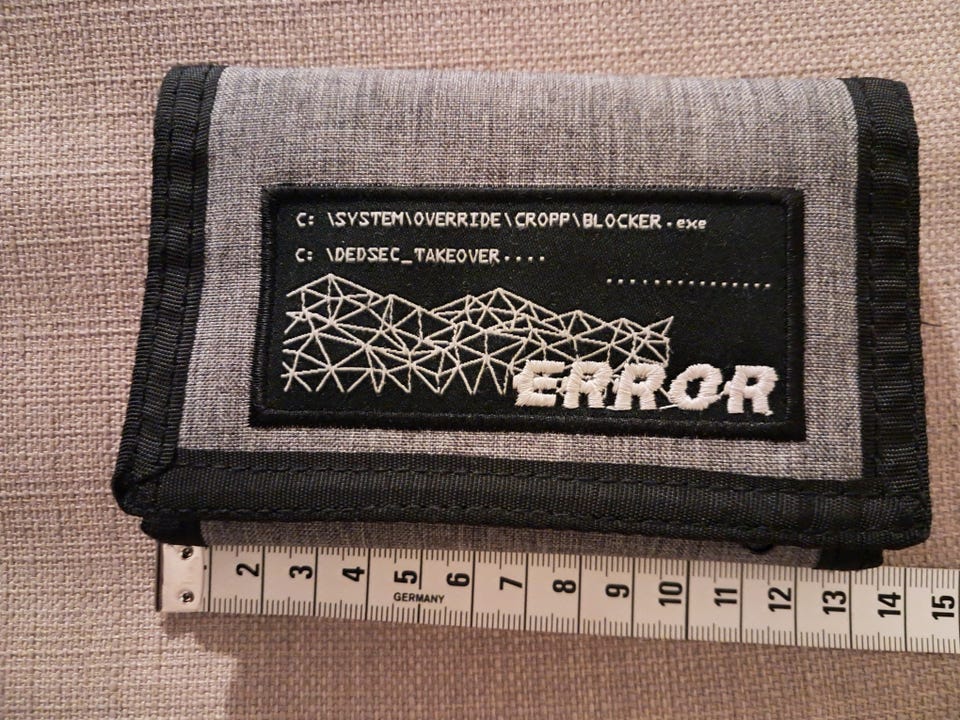 C: \SYSTEM\OVERRIDE\CROPP\BLOCKER.exe
C: \DEDSEC_TAKEOVER....
...............
ERROR
2 3 4 5 6 7 8 9 10 11 12 13 14 15
GERMANY